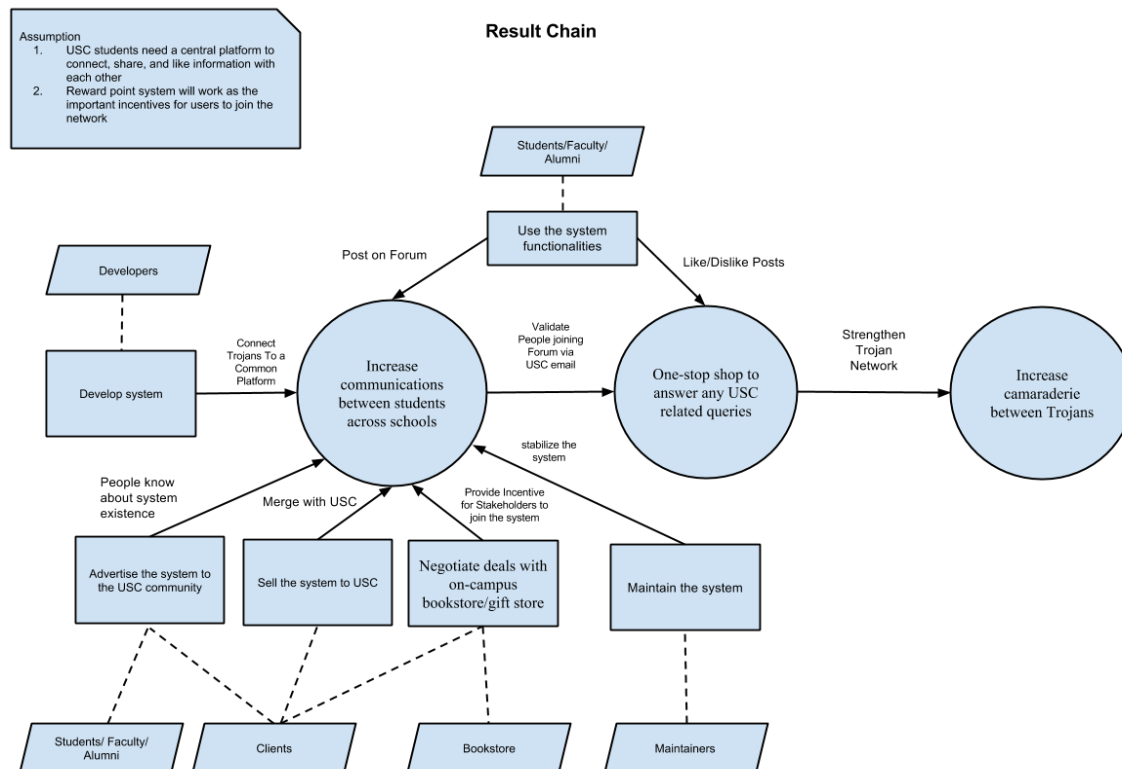 Result Chain
Assumption
1. USC students need a central platform to
connect, share, and like information with
each other
2. Reward point system will work as the
important incentives for users to join the
network
Students/Faculty/
Alumni
Use the system
functionalities
Post on Forum
Like/Dislike Posts
Developers
Develop system
Connect
Trojans To a
Common
Platform
Increase
communications
between students
across schools
Validate
People joining
Forum via
USC email
One-stop shop to
answer any USC
related queries
Strengthen
Trojan
Network
Increase
camaraderie
between Trojans
People know
about system
existence
Merge with USC
Provide Incentive
for Stakeholders to
join the system
stabilize the
system
Advertise the system to
the USC community
Sell the system to USC
Negotiate deals with
on-campus
bookstore/gift store
Maintain the system
Students/ Faculty/
Alumni
Clients
Bookstore
Maintainers